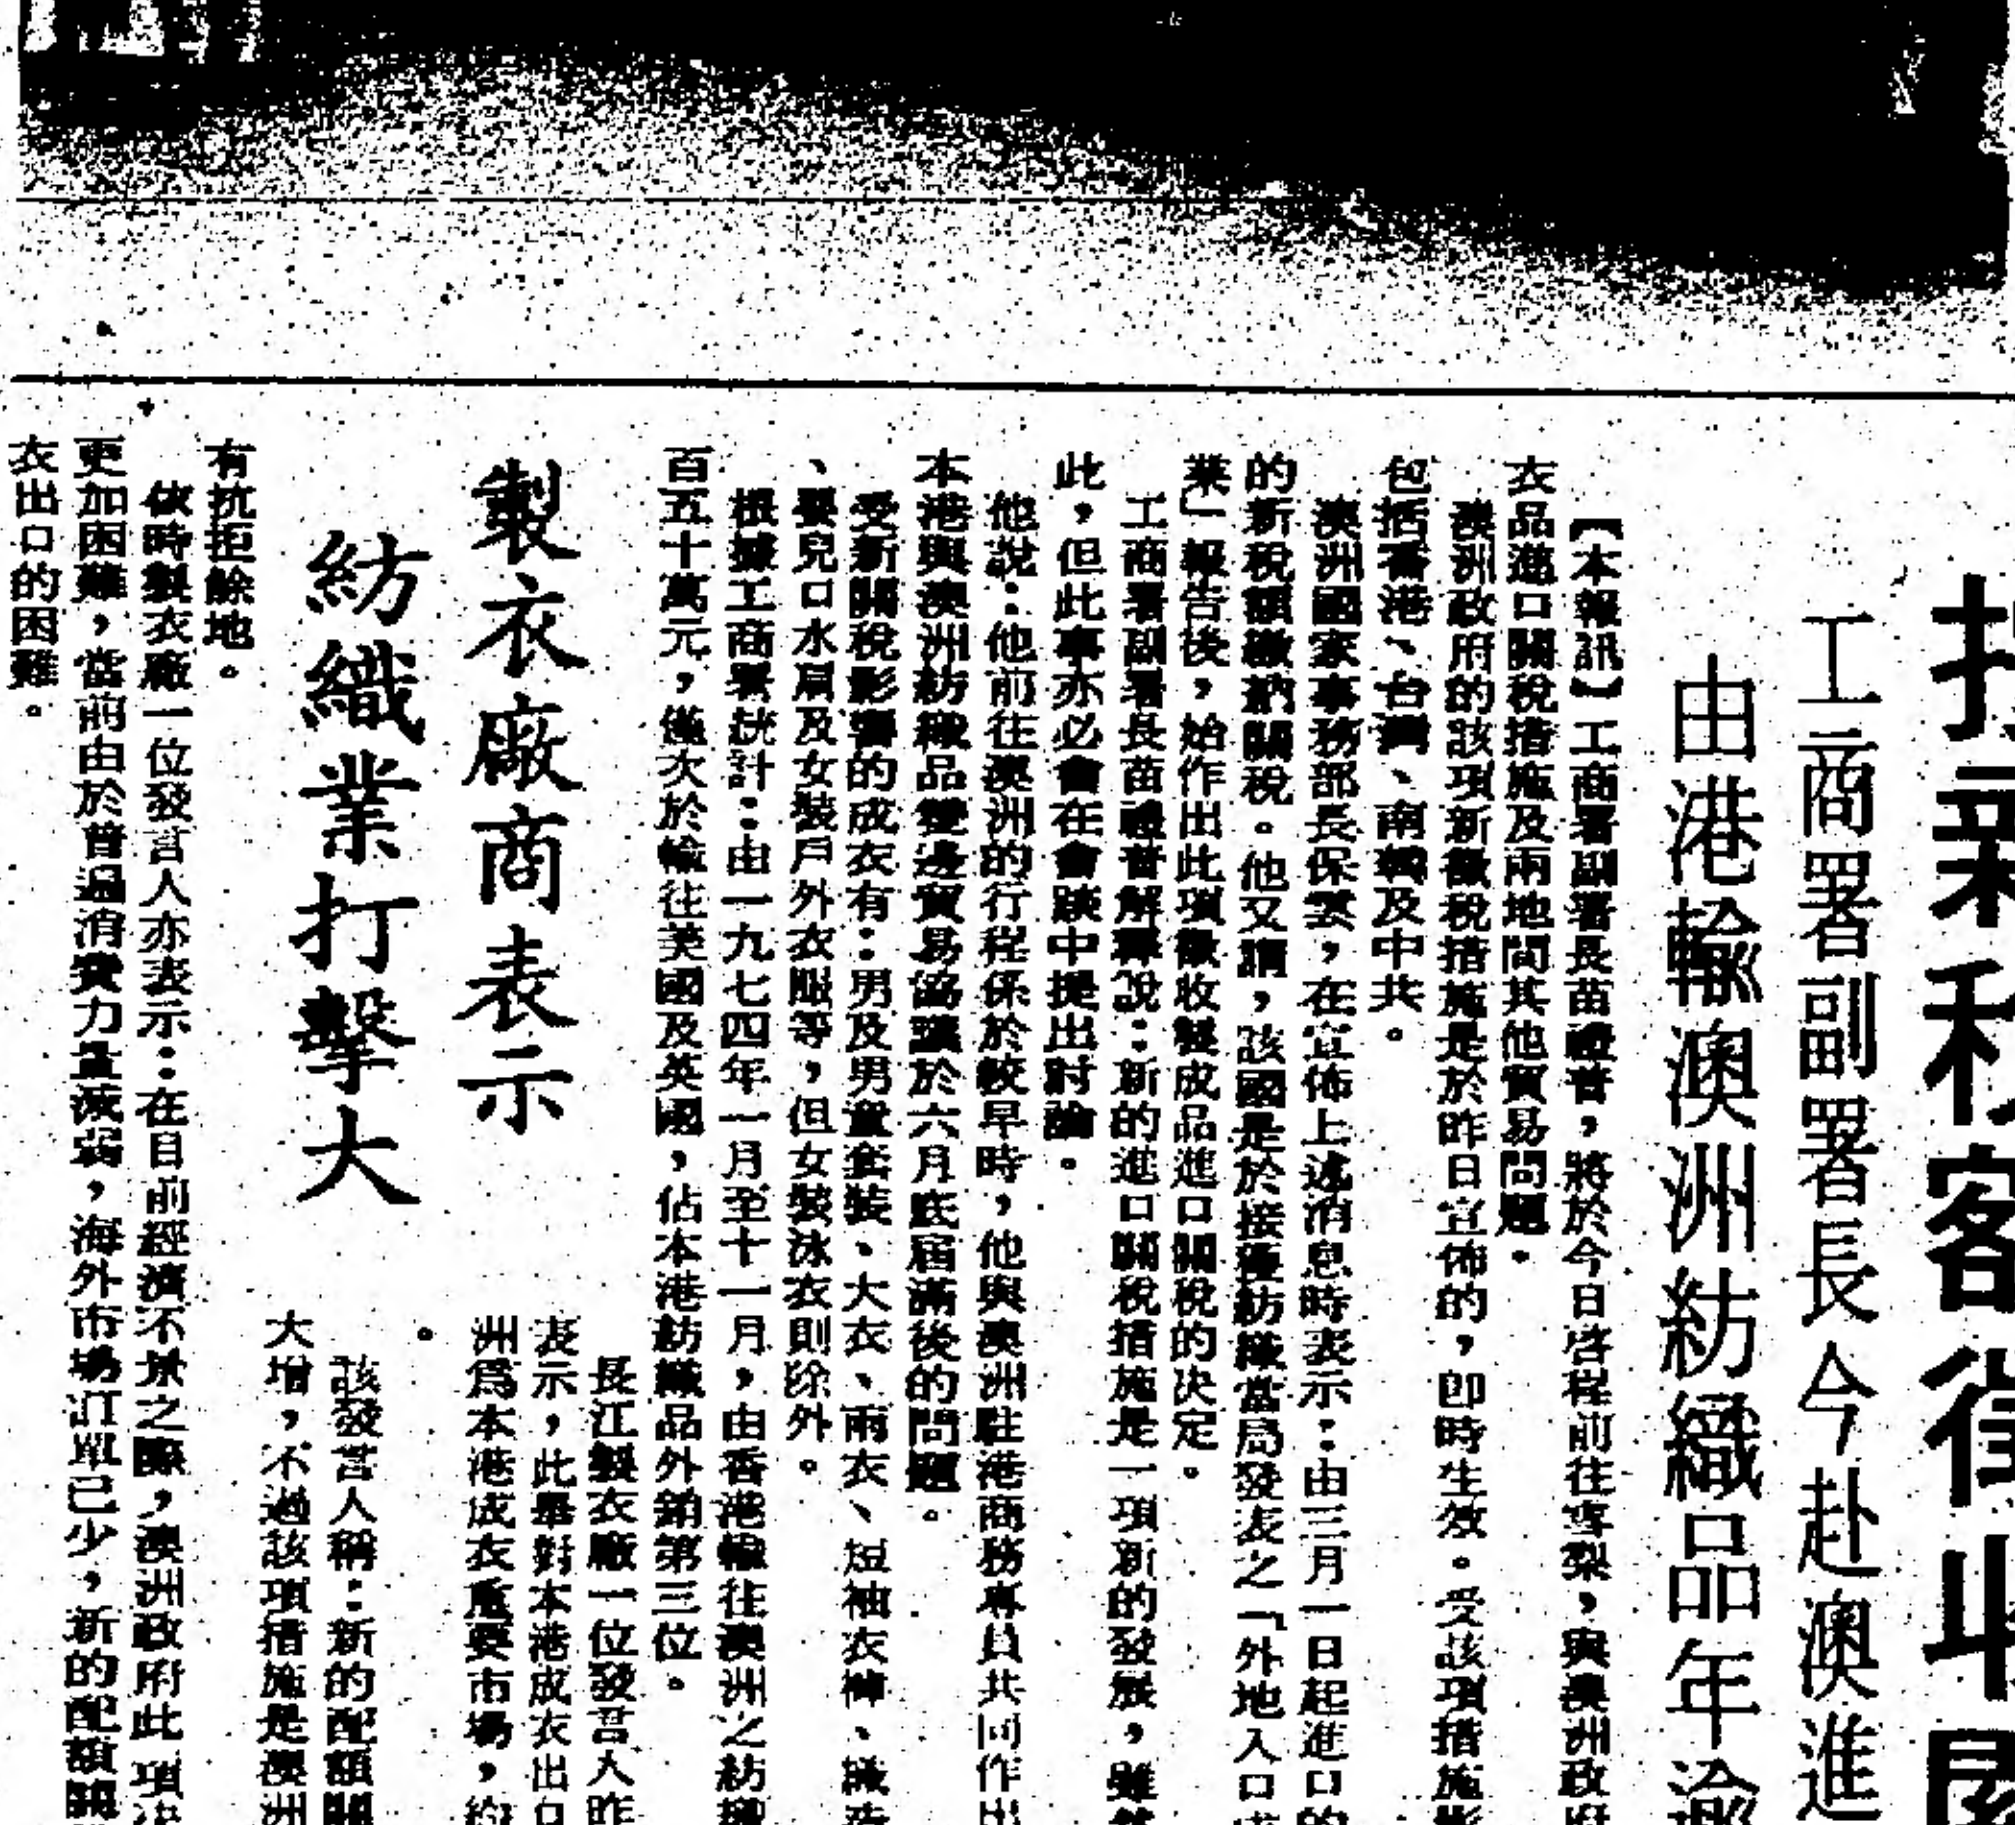 工商署副署長今赴澳進
由港輸澳洲紡織品年
【本報訊】工商署副署長苗禮普，將於今日啓程前往雪梨，與澳洲政府
衣品進口關稅措施及兩地間其他貿易問題。
澳洲政府的該項新徵稅措施是於昨日宣佈的，即時生效。受該項措施影
包括香港、台灣、南韓及中共。
澳洲國家事務部長保雲，在宣佈上述消息時表示：由三月一日起進口的
的新稅額繳納關稅。他又謂，該國是於接獲紡織當局發表之「外地入口成
業」報告後，始作出此項徵收製成品進口關稅的決定。
工商署副署長苗禮普解釋說：新的進口關稅措施是一項新的發展，雖然
此，但此事亦必會在會談中提出討論。
他說：他前往澳洲的行程係於較早時，他與澳洲駐港商務專員共同作出
本港與澳洲紡織品雙邊貿易協議於六月底屆滿後的問題。
受新關稅影響的成衣有：男及男童套裝、大衣、雨衣、短袖衣褲、
、嬰兒口水肩及女裝戶外衣服等，但女裝泳衣則除外。
根據工商署統計：由一九七四年一月至十一月，由香港輸往澳洲之紡織
百五十萬元，僅次於輸往美國及英國，佔本港紡織品外銷第三位。
製衣廠商表示
紡織業打擊大
長江製衣廠一位發言人昨
表示，此舉對本港成衣出口
洲爲本港成衣重要市場，約
。
該發言人稱：新的配額關
大增，不過該項措施是澳洲
有抗拒餘地。
依時製衣廠一位發言人亦表示：在目前經濟不景之際，澳洲政府此項
更加困難，當前由於普遍消費力量減弱，海外市場訂單已少，新的配額關
衣出口的困難。